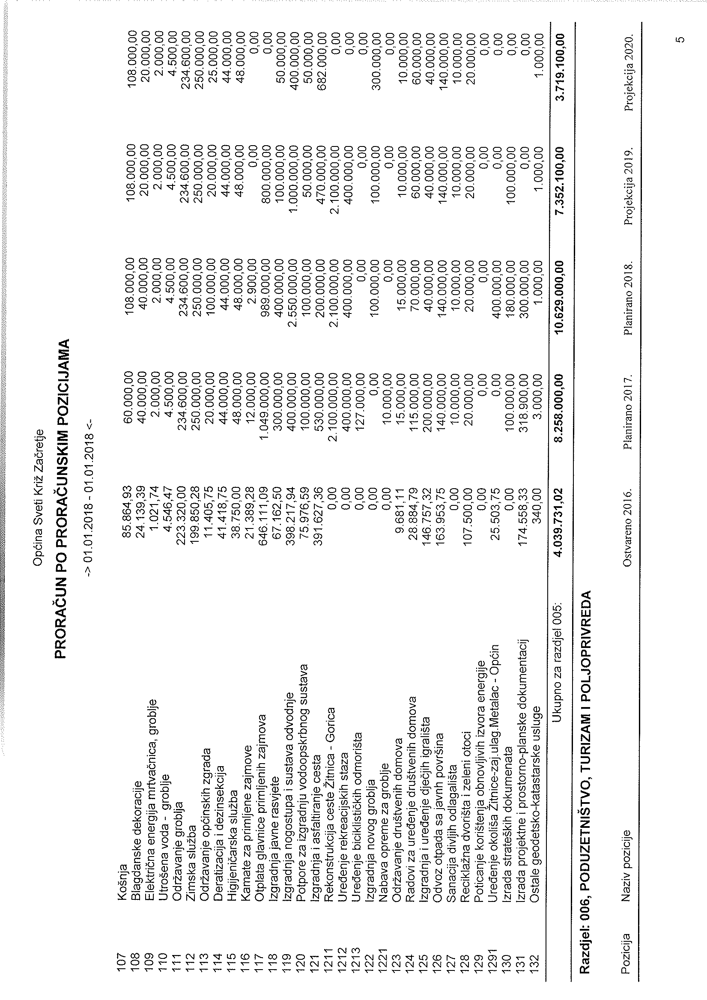 Općina Sveti Križ Začretje
PRORAČUN PO PRORAČUNSKIM POZICIJAMA
-> 01.01.2018 - 01.01.2018 <-
107 Košnja 85.864,93 60.000,00 108.000,00 108.000,00 108.000,00
108 Blagdanske dekoracije 24.139,39 40.000,00 40.000,00 20.000,00 20.000,00
109 Električna energija mrtvačnica, groblje 1.021,74 2.000,00 2.000,00 2.000,00 2.000,00
110 Utrošena voda - groblje 4.546,47 4.500,00 4.500,00 4.500,00 4.500,00
111 Održavanje groblja 223.320,00 234.600,00 234.600,00 234.600,00 234.600,00
112 Zimska služba 199.850,28 250.000,00 250.000,00 250.000,00 250.000,00
113 Održavanje općinskih zgrada 11.405,75 20.000,00 100.000,00 20.000,00 25.000,00
114 Deratizacija i dezinsekcija 41.418,75 44.000,00 44.000,00 44.000,00 44.000,00
115 Higijeničarska služba 38.750,00 48.000,00 48.000,00 48.000,00 48.000,00
116 Kamate za primljene zajmove 21.389,28 12.000,00 2.900,00 0,00 0,00
117 Otplata glavnice primljenih zajmova 646.111,09 1.049.000,00 989.000,00 800.000,00 0,00
118 Izgradnja javne rasvjete 67.162,50 300.000,00 400.000,00 100.000,00 50.000,00
119 Izgradnja nogostupa i sustava odvodnje 398.217,94 400.000,00 2.550.000,00 1.000.000,00 400.000,00
120 Potpore za izgradnju vodoopskrbnog sustava 75.976,59 100.000,00 100.000,00 50.000,00 50.000,00
121 Izgradnja i asfaltiranje cesta 391.627,36 530.000,00 200.000,00 470.000,00 682.000,00
1211 Rekonstrukcija ceste Žitnica - Gorica 0,00 2.100.000,00 2.100.000,00 2.100.000,00 0,00
1212 Uređenje rekreacijskih staza 0,00 400.000,00 400.000,00 400.000,00 0,00
1213 Uređenje biciklističkih odmorišta 0,00 127.000,00 0,00 0,00 0,00
122 Izgradnja novog groblja 0,00 0,00 100.000,00 100.000,00 300.000,00
1221 Nabava opreme za groblje 0,00 10.000,00 0,00 0,00 0,00
123 Održavanje društvenih domova 9.681,11 15.000,00 15.000,00 10.000,00 10.000,00
124 Radovi za uređenje društvenih domova 28.884,79 115.000,00 70.000,00 60.000,00 60.000,00
125 Izgradnja i uređenje dječjih igrališta 146.757,32 200.000,00 40.000,00 40.000,00 40.000,00
126 Odvoz otpada sa javnh površina 163.953,75 140.000,00 140.000,00 140.000,00 140.000,00
127 Sanacija divljih odlagališta 0,00 10.000,00 10.000,00 10.000,00 10.000,00
128 Reciklažna dvorišta i zeleni otoci 107.500,00 20.000,00 20.000,00 20.000,00 20.000,00
129 Poticanje korištenja obnovljivih izvora energije 0,00 0,00 0,00 0,00 0,00
1291 Uređenje okoliša Žitnice-zaj.ulag.Metalac - Općin 25.503,75 0,00 400.000,00 0,00 0,00
130 Izrada strateških dokumenata 0,00 100.000,00 180.000,00 100.000,00 0,00
131 Izrada projektne i prostorno-planske dokumentacij 174.558,33 318.900,00 300.000,00 0,00 0,00
132 Ostale geodetsko-katastarske usluge 340,00 3.000,00 1.000,00 1.000,00 1.000,00
Ukupno za razdjel 005: 4.039.731,02 8.258.000,00 10.629.000,00 7.352.100,00 3.719.100,00
Razdjel: 006, PODUZETNIŠTVO, TURIZAM I POLJOPRIVREDA
Pozicija Naziv pozicije Ostvareno 2016. Planirano 2017. Planirano 2018. Projekcija 2019. Projekcija 2020.
5